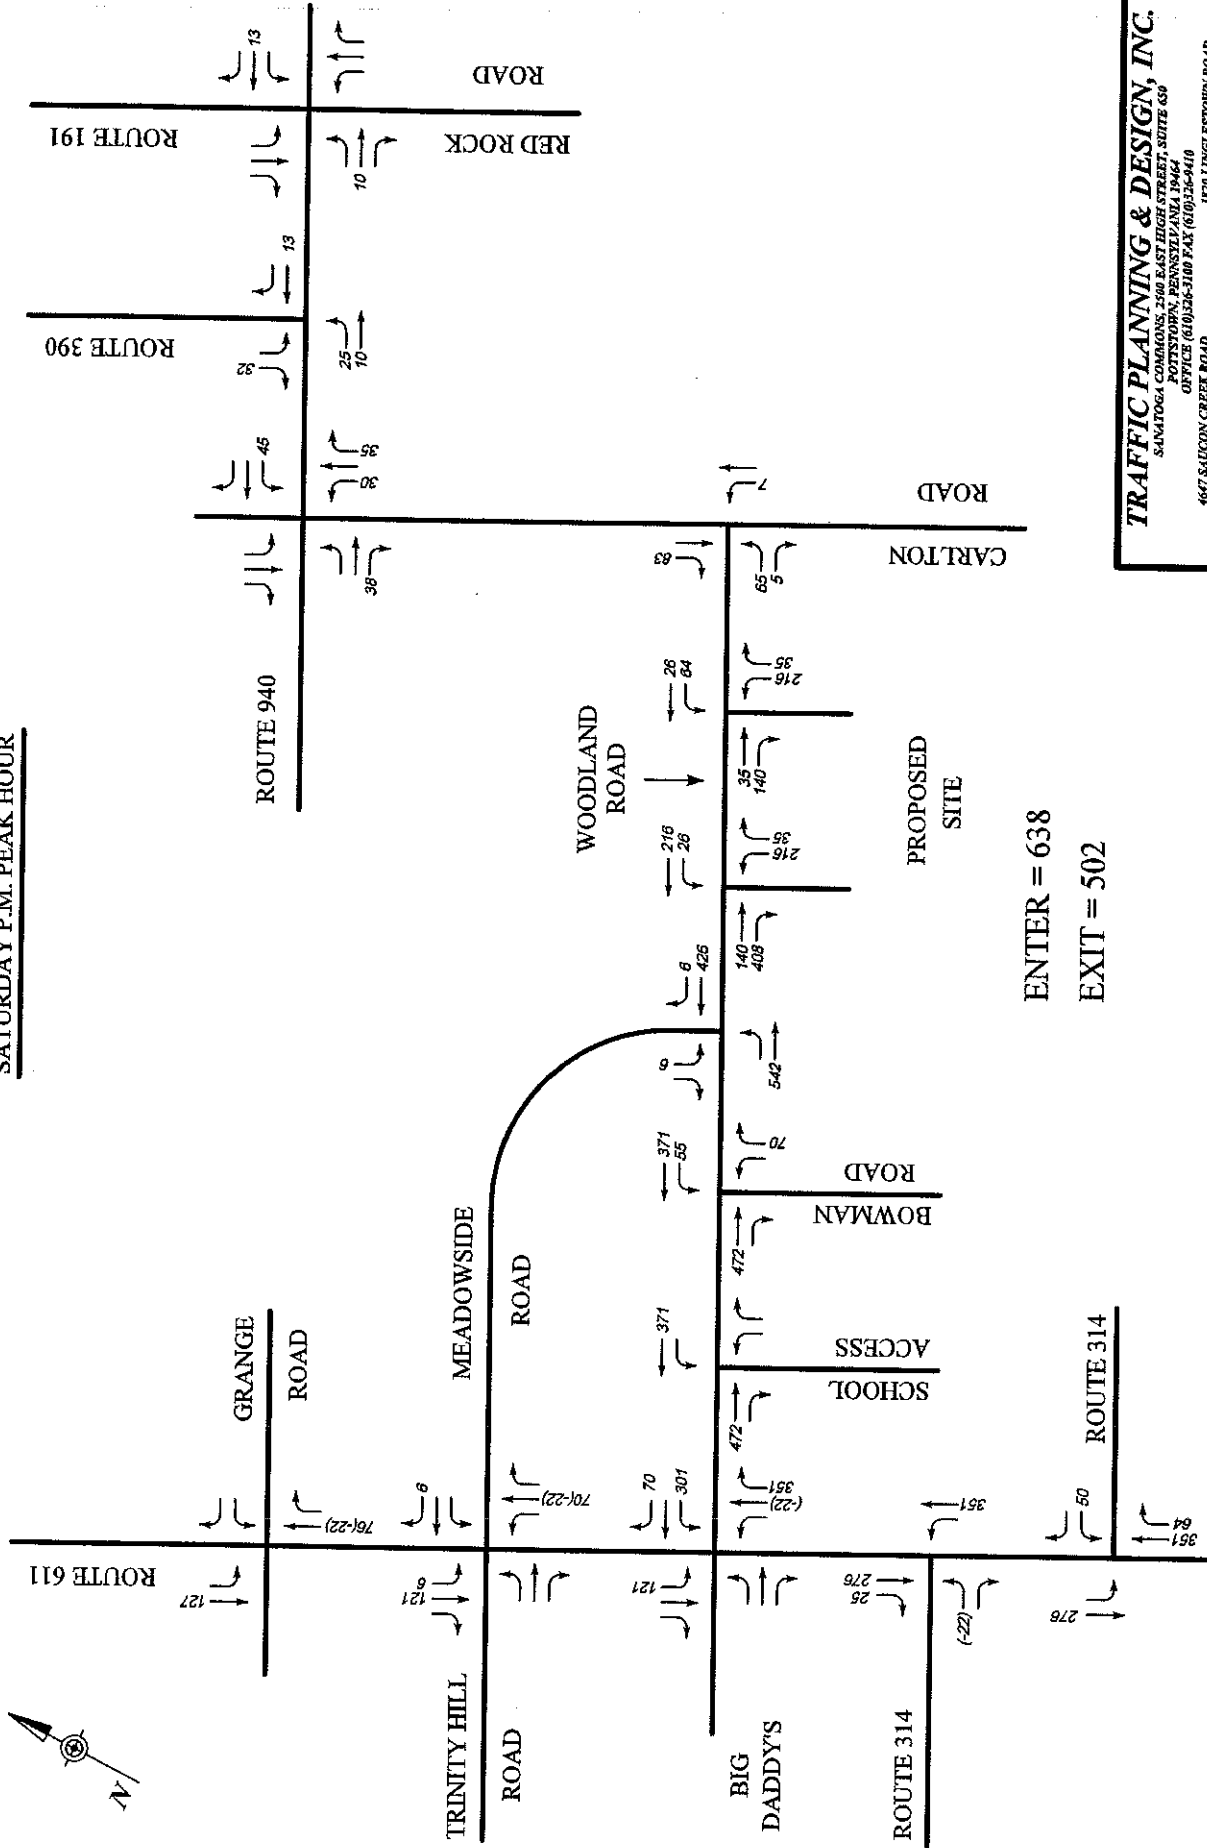 SATURDAY P.M. PEAK HOUR
ROUTE 191
13
RED ROCK
ROAD
10
ROUTE 390
13
32
25
10
ROUTE 940
45
35
30
38
CARLTON
ROAD
7
83
65
5
WOODLAND
ROAD
26
64
35
216
35
140
216
26
35
216
140
408
PROPOSED
SITE
ENTER = 638
EXIT = 502
6
426
6
542
MEADOWSIDE
ROAD
371
55
70
BOWMAN
ROAD
472
371
SCHOOL
ACCESS
472
GRANGE
ROAD
ROUTE 611
127
76(-22)
TRINITY HILL
ROAD
6
6
121
70(-22)
BIG
DADDY'S
121
70
301
351
(-22)
ROUTE 314
276
25
351
(-22)
ROUTE 314
50
276
64
351
N
TRAFFIC PLANNING & DESIGN, INC.
SANATOGA COMMONS, 2500 EAST HIGH STREET, SUITE 650
POTTSTOWN, PENNSYLVANIA 19464
OFFICE (610)326-3100 FAX (610)326-9410
4647 SAUCON CREEK ROAD